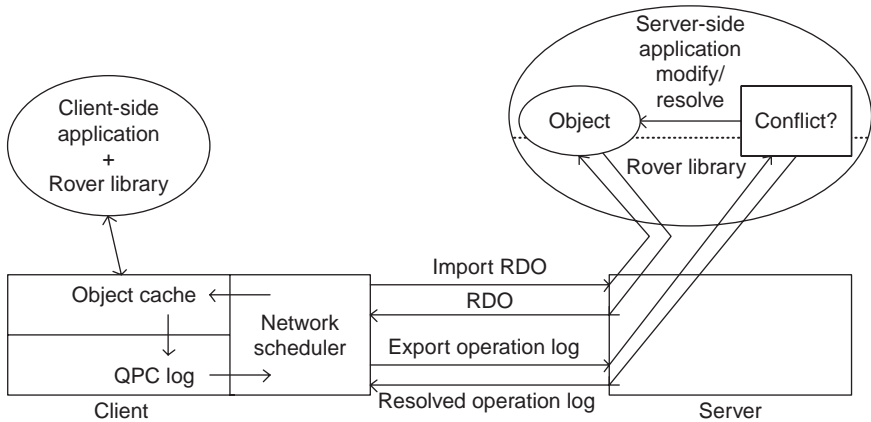 Server-side
application
modify/
resolve
Client-side
application
+
Rover library
Object
Conflict?
Rover library
Import RDO
Object cache
RDO
Network
scheduler
Export operation log
QPC log
Resolved operation log
Client
Server